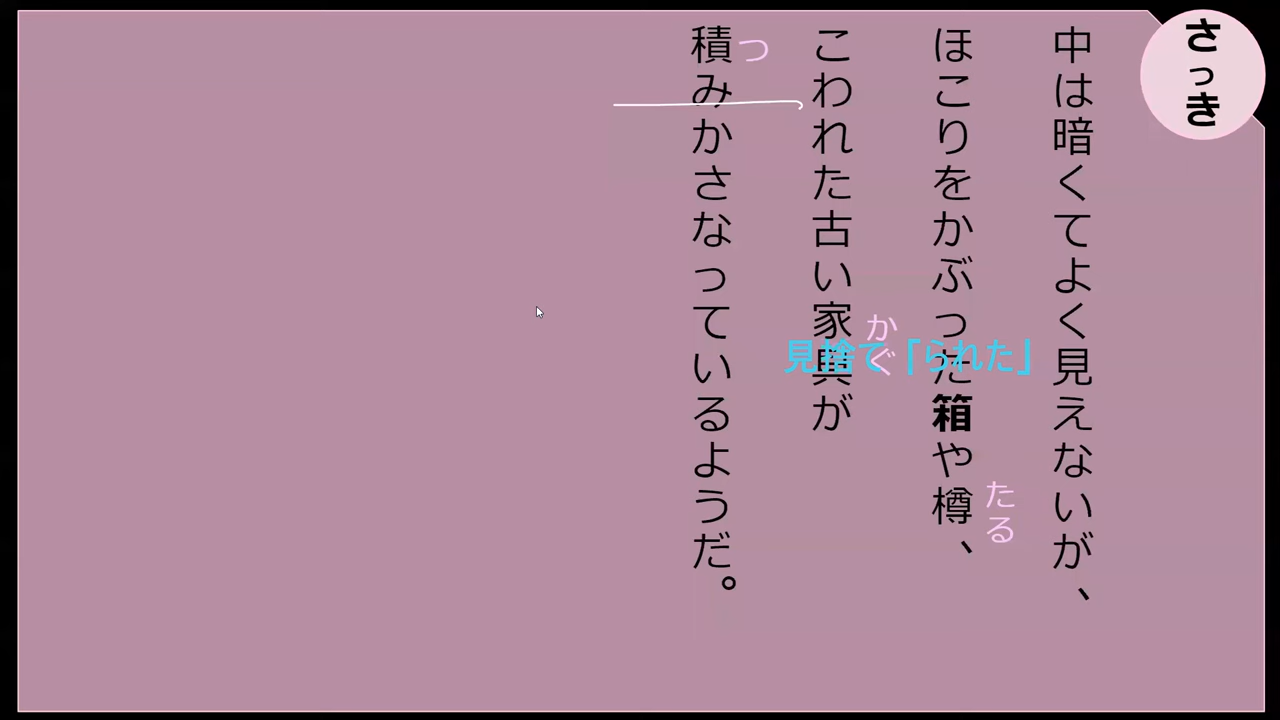 さっき
中は暗くてよく見えないが、
ほこりをかぶった箱や樽、
たる
こわれた古い家具が
かぐ
積みかさなっているようだ。
つ
見捨て「られた」